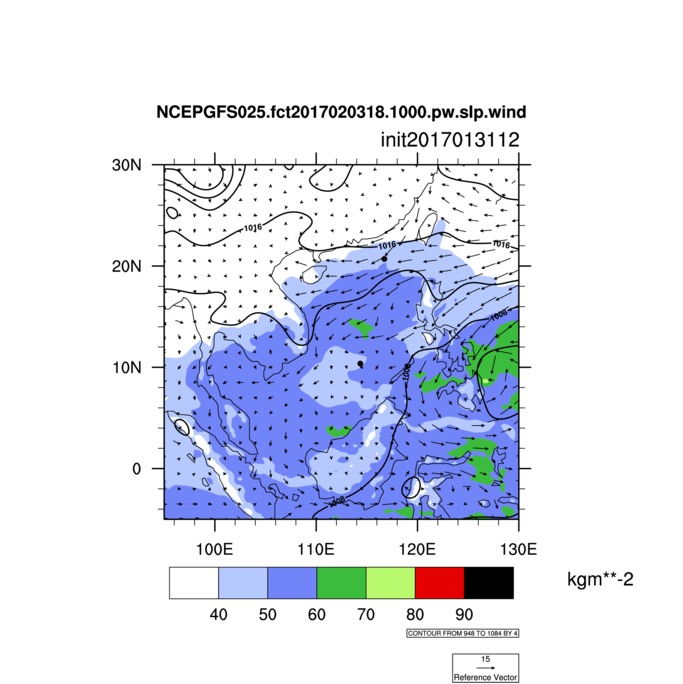 NCEPGFS025.fct2017020318.1000.pw.slp.wind
init2017013112
30N
1016
1016
1016
20N
1008
10N
1008
0
1008
100E 110E 120E 130E
kgm**-2
40 50 60 70 80 90
CONTOUR FROM 948 TO 1084 BY 4
15
Reference Vector